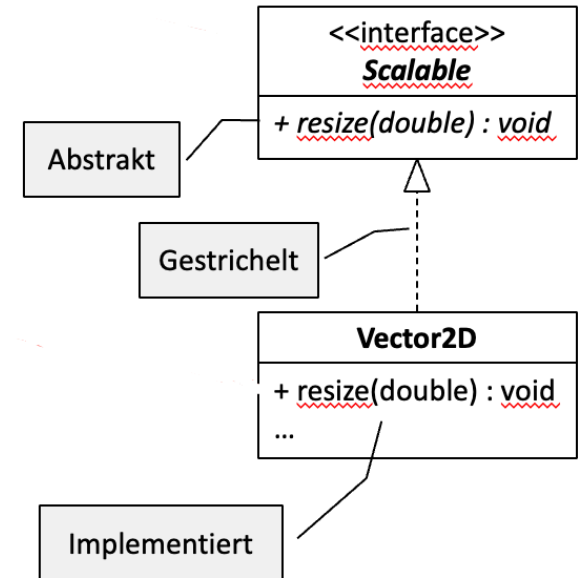 <<interface>>
Scalable
+ resize(double) : void
Abstrakt
Gestrichelt
Vector2D
+ resize(double) : void
...
Implementiert